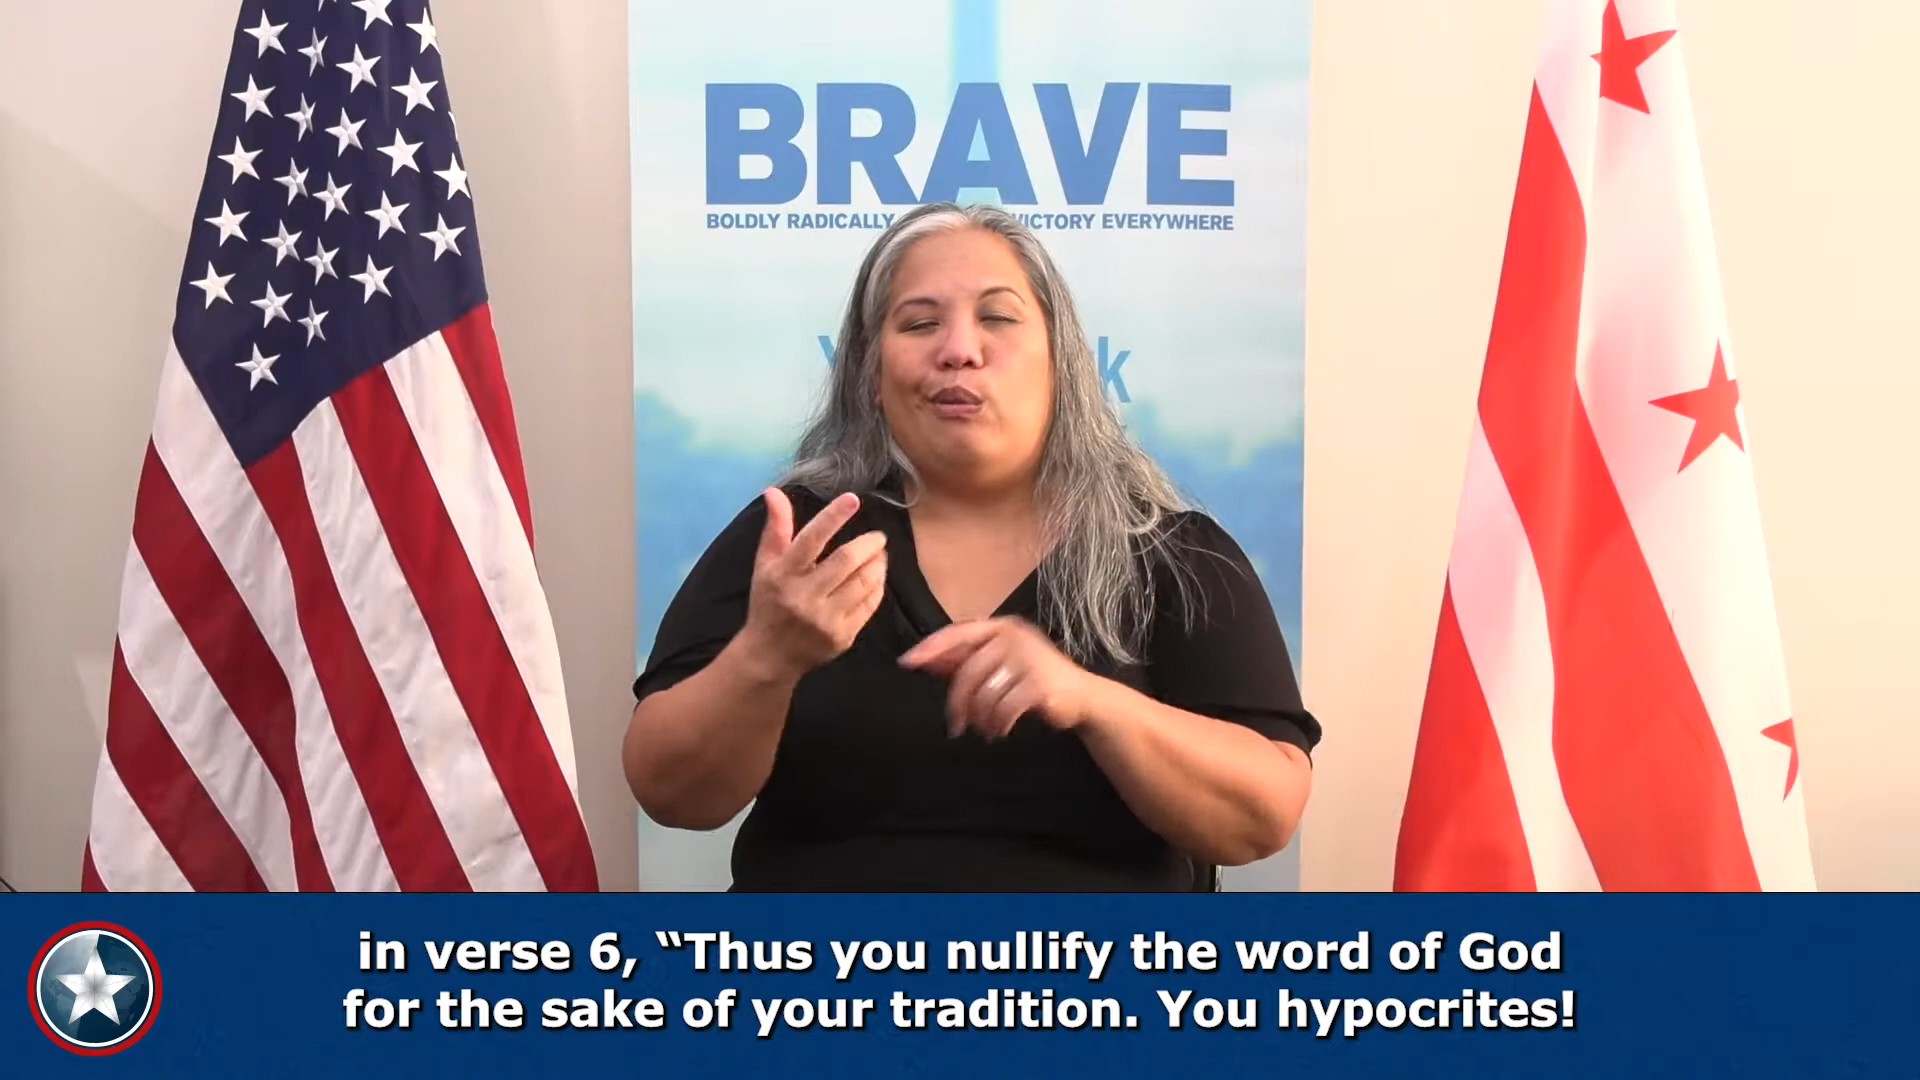 BRAVE
BOLDLY RADICALLY VICTORY EVERYWHERE
in verse 6, “Thus you nullify the word of God
for the sake of your tradition. You hypocrites!